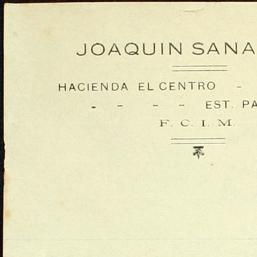 JOAQUIN SANA
HACIENDA EL CENTRO -
- - - - EST. PA
F. C. I. M.